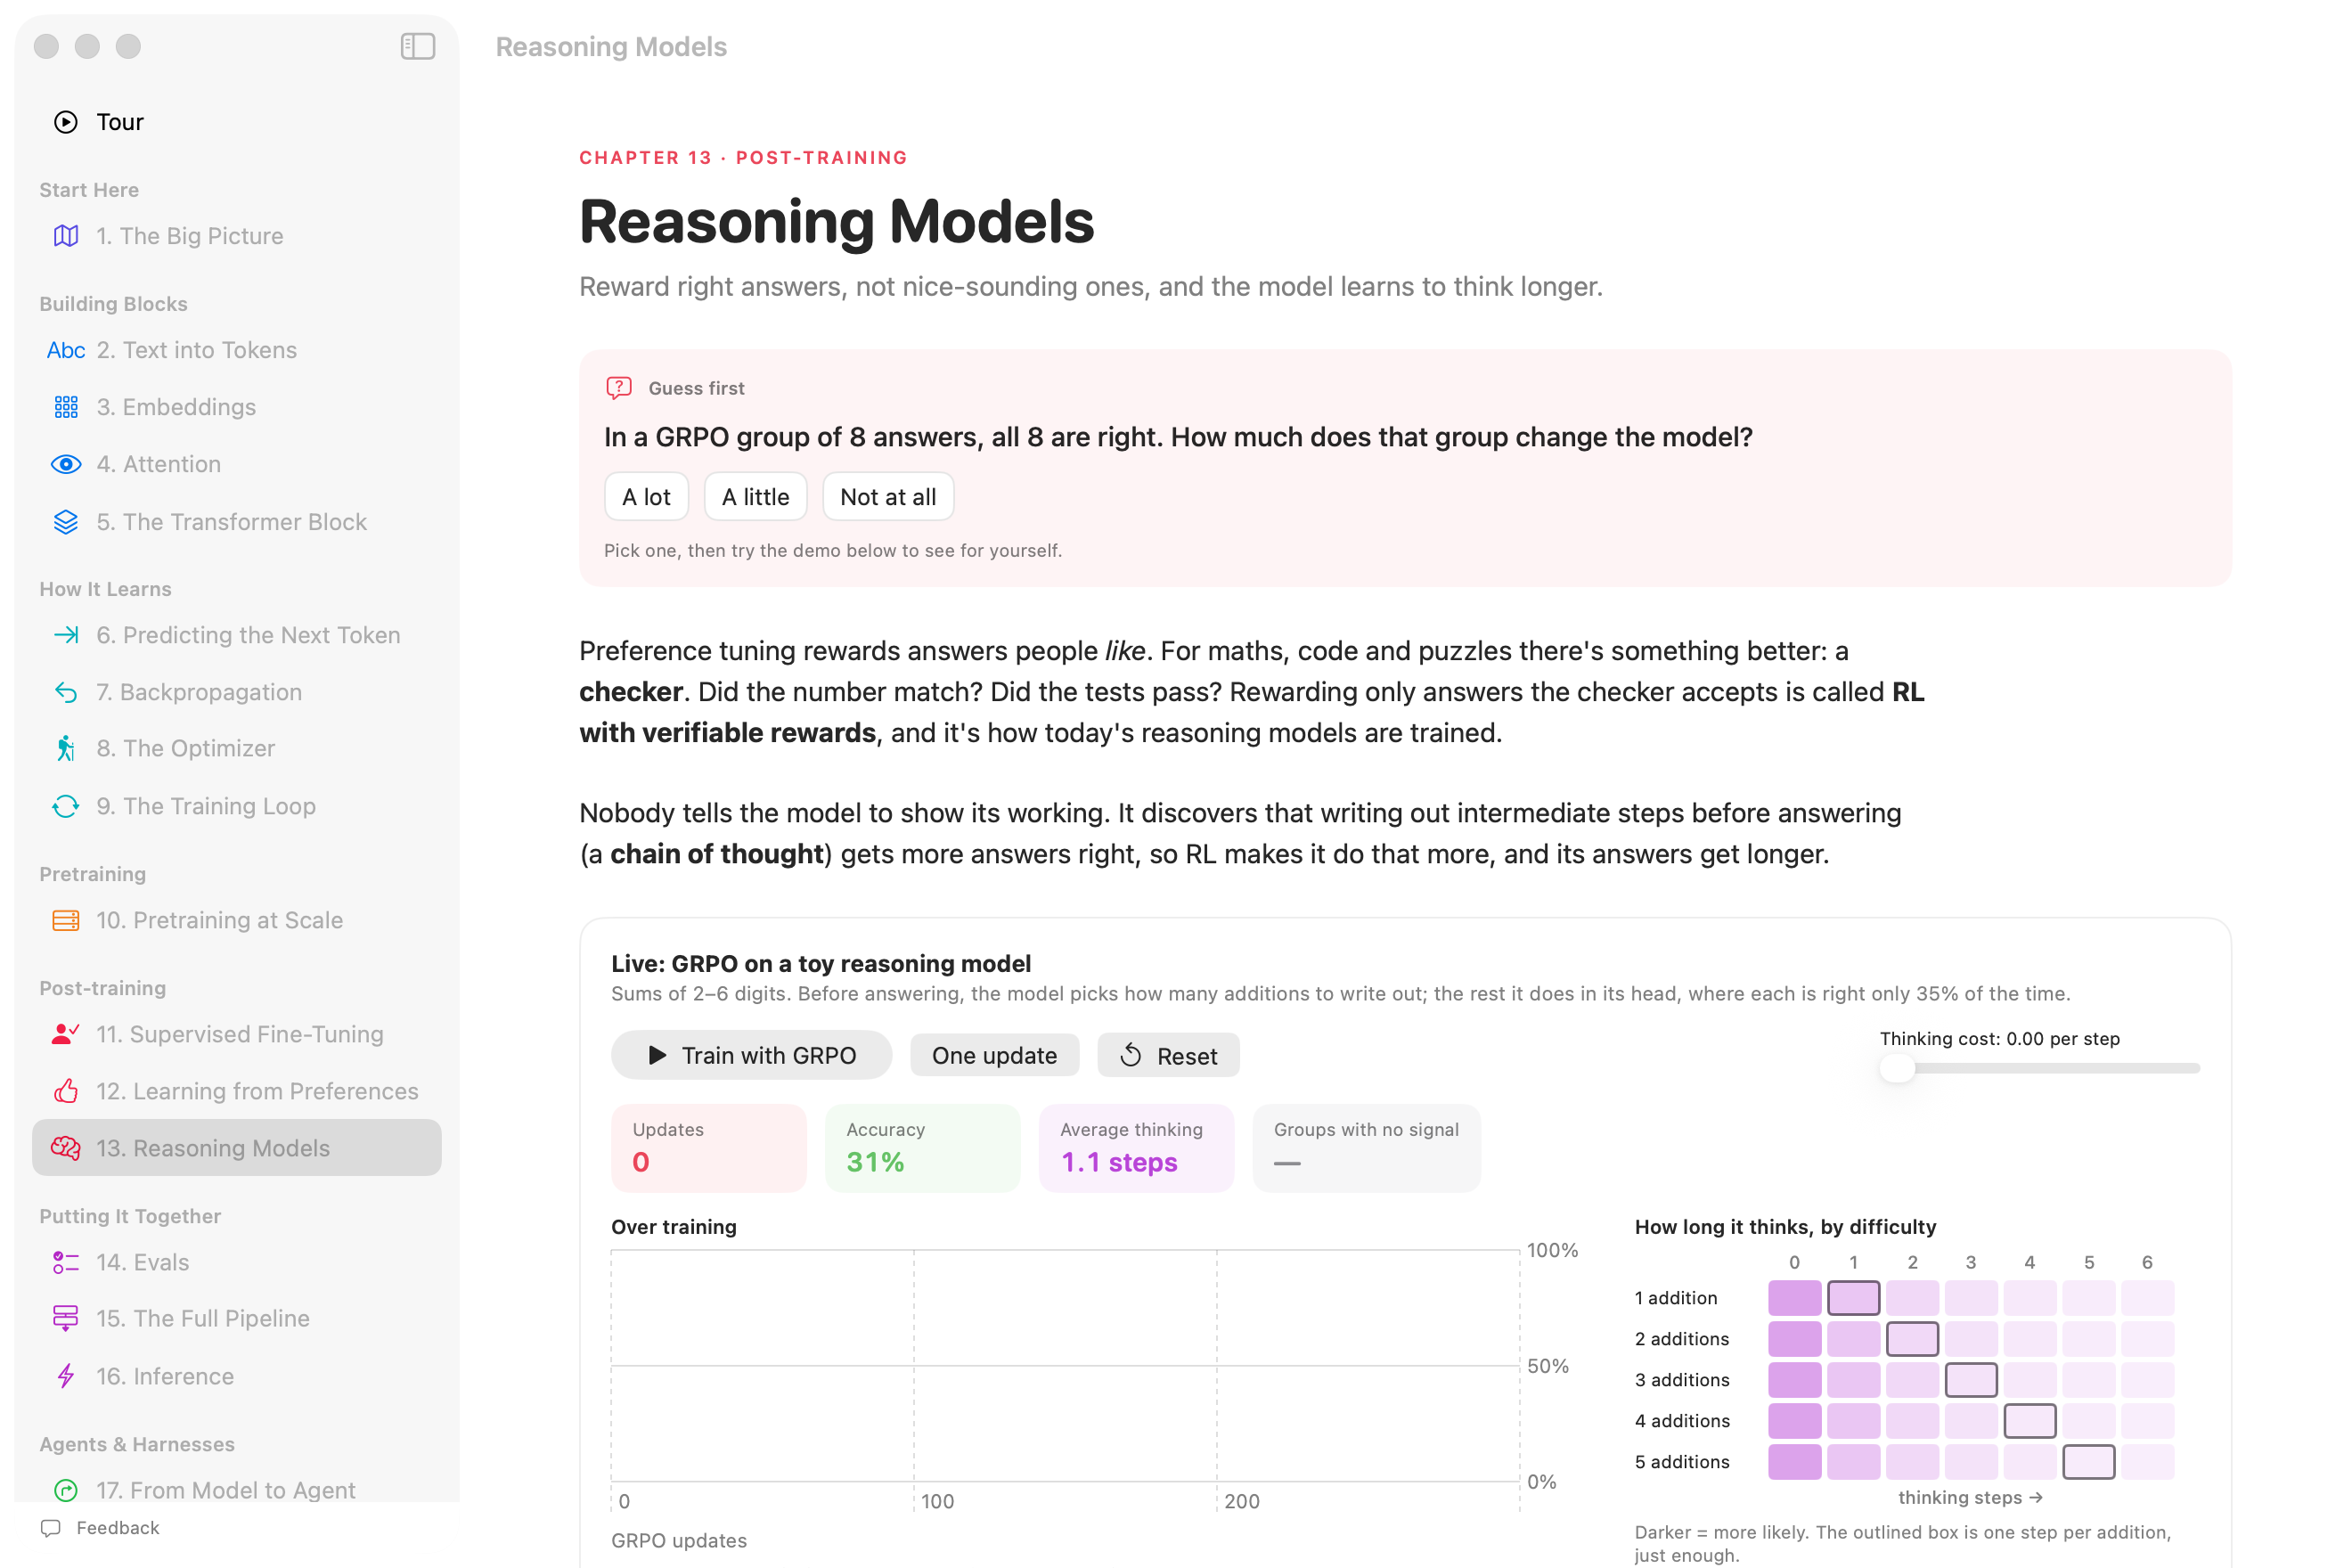 Reasoning Models
Tour
Start Here
1. The Big Picture
Building Blocks
Abc 2. Text into Tokens
3. Embeddings
4. Attention
5. The Transformer Block
How It Learns
6. Predicting the Next Token
7. Backpropagation
8. The Optimizer
9. The Training Loop
Pretraining
10. Pretraining at Scale
Post-training
11. Supervised Fine-Tuning
12. Learning from Preferences
13. Reasoning Models
Putting It Together
14. Evals
15. The Full Pipeline
16. Inference
Agents & Harnesses
17. From Model to Agent
Feedback
CHAPTER 13 · POST-TRAINING
Reasoning Models
Reward right answers, not nice-sounding ones, and the model learns to think longer.
Guess first
In a GRPO group of 8 answers, all 8 are right. How much does that group change the model?
A lot
A little
Not at all
Pick one, then try the demo below to see for yourself.
Preference tuning rewards answers people like. For maths, code and puzzles there's something better: a
checker. Did the number match? Did the tests pass? Rewarding only answers the checker accepts is called RL
with verifiable rewards, and it's how today's reasoning models are trained.
Nobody tells the model to show its working. It discovers that writing out intermediate steps before answering
(a chain of thought) gets more answers right, so RL makes it do that more, and its answers get longer.
Live: GRPO on a toy reasoning model
Sums of 2–6 digits. Before answering, the model picks how many additions to write out; the rest it does in its head, where each is right only 35% of the time.
Train with GRPO
One update
Reset
Thinking cost: 0.00 per step
Updates
0
Accuracy
31%
Average thinking
1.1 steps
Groups with no signal
—
Over training
100%
50%
0%
0
100
200
GRPO updates
How long it thinks, by difficulty
0 1 2 3 4 5 6
1 addition
2 additions
3 additions
4 additions
5 additions
thinking steps →
Darker = more likely. The outlined box is one step per addition,
just enough.